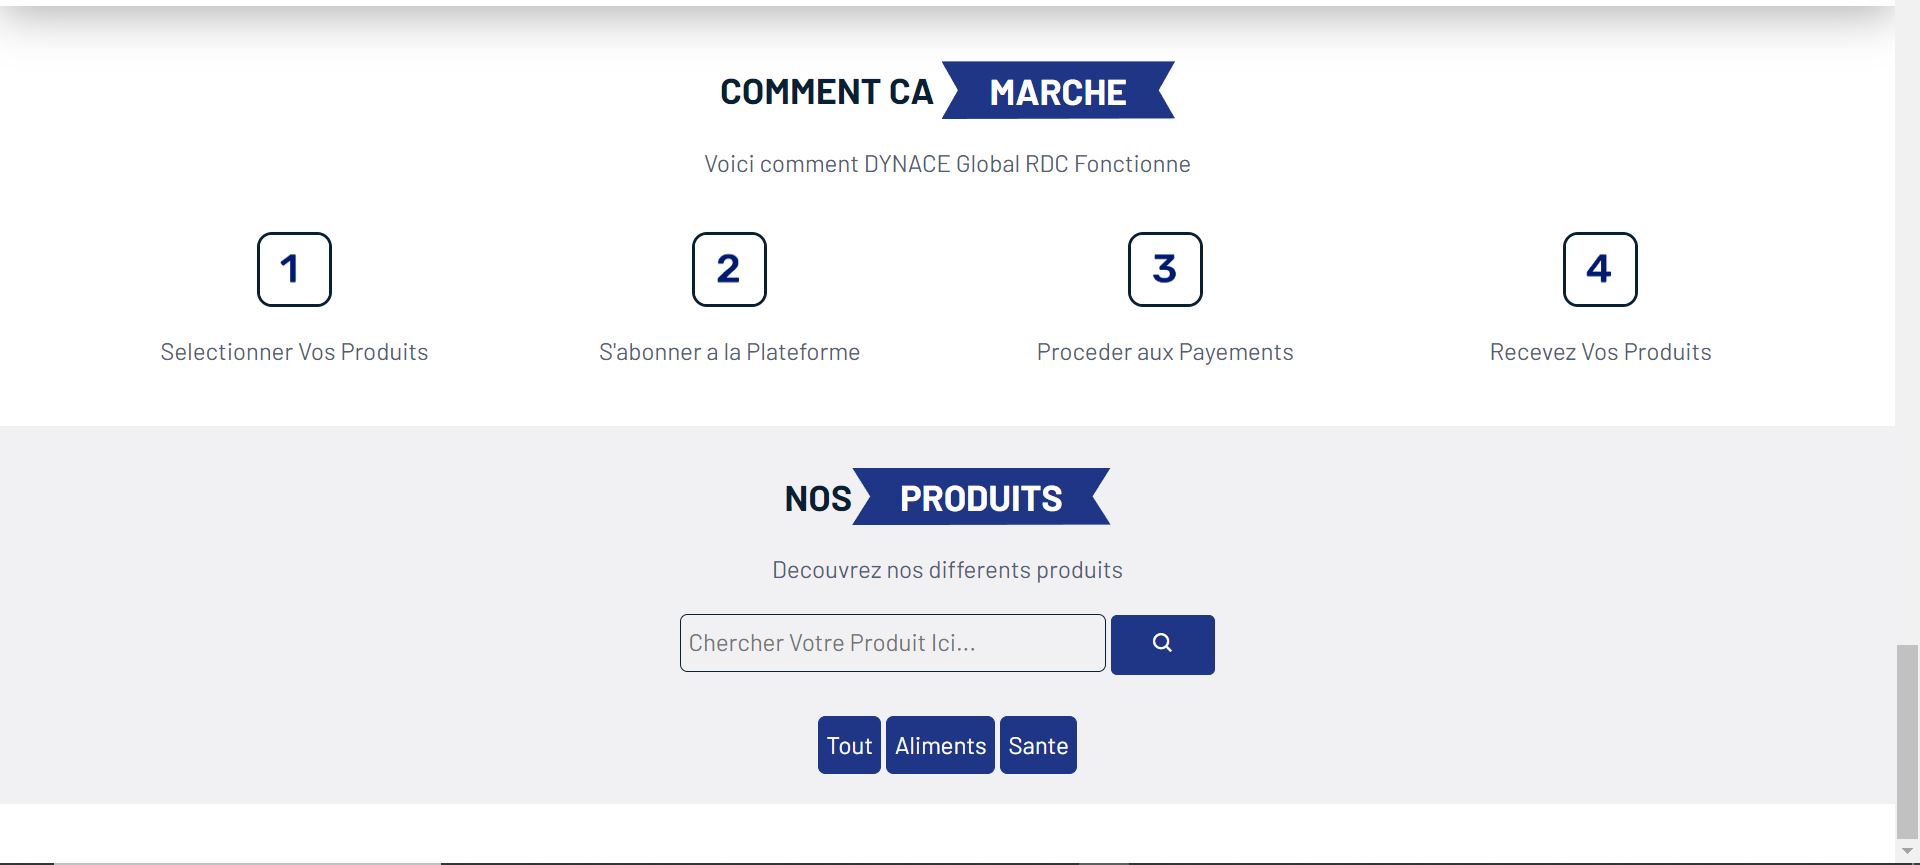 COMMENT CA MARCHE
Voici comment DYNACE Global RDC Fonctionne
1
2
3
4
Selectionner Vos Produits
S'abonner a la Plateforme
Proceder aux Payements
Recevez Vos Produits
NOS PRODUITS
Decouvrez nos differents produits
Chercher Votre Produit Ici...
Tout
Aliments
Sante